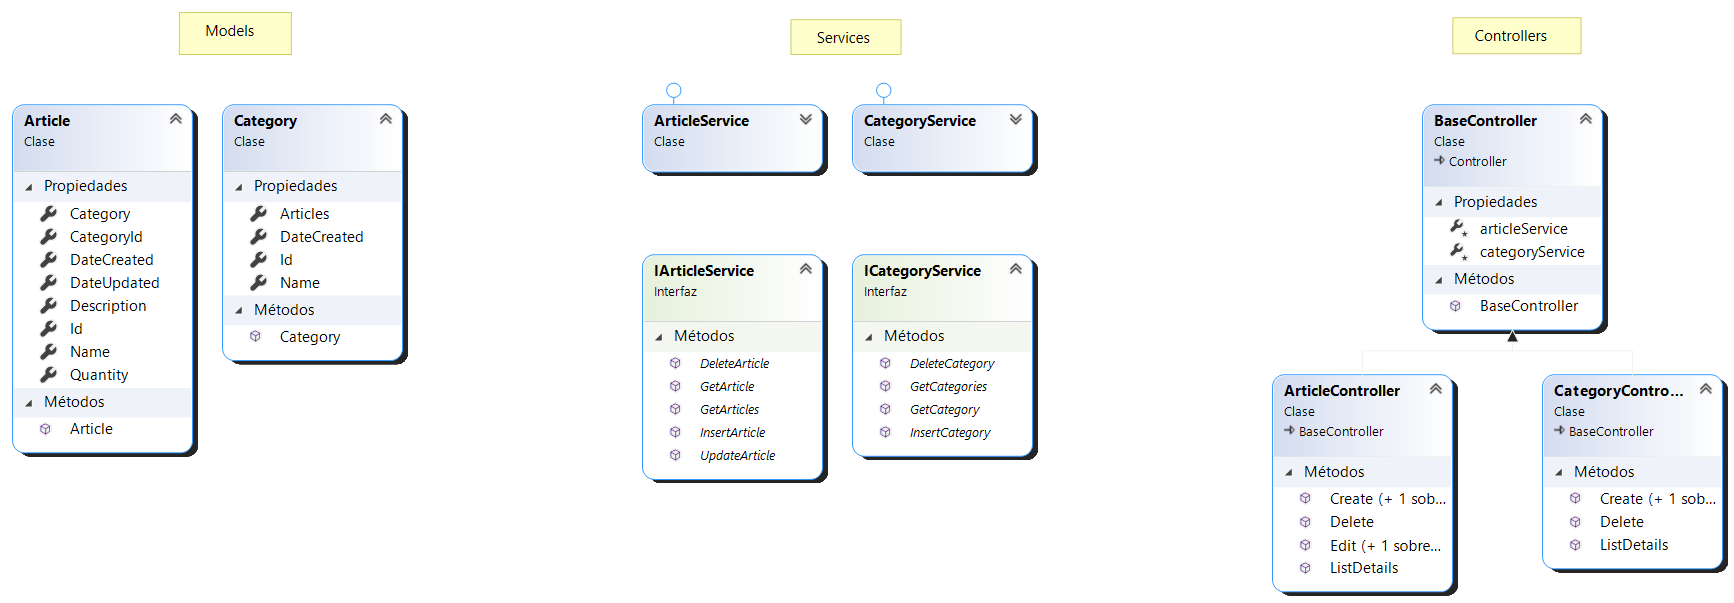 Models
Services
Controllers
Article
Clase
Propiedades
Category
CategoryId
DateCreated
DateUpdated
Description
Id
Name
Quantity
Métodos
Article
Category
Clase
Propiedades
Articles
DateCreated
Id
Name
Métodos
Category
ArticleService
Clase
CategoryService
Clase
IArticleService
Interfaz
Métodos
DeleteArticle
GetArticle
GetArticles
InsertArticle
UpdateArticle
ICategoryService
Interfaz
Métodos
DeleteCategory
GetCategories
GetCategory
InsertCategory
BaseController
Clase
Controller
Propiedades
articleService
categoryService
Métodos
BaseController
ArticleController
Clase
BaseController
Métodos
Create (+ 1 sob...
Delete
Edit (+ 1 sobre...
ListDetails
CategoryContro...
Clase
BaseController
Métodos
Create (+ 1 sob...
Delete
ListDetails